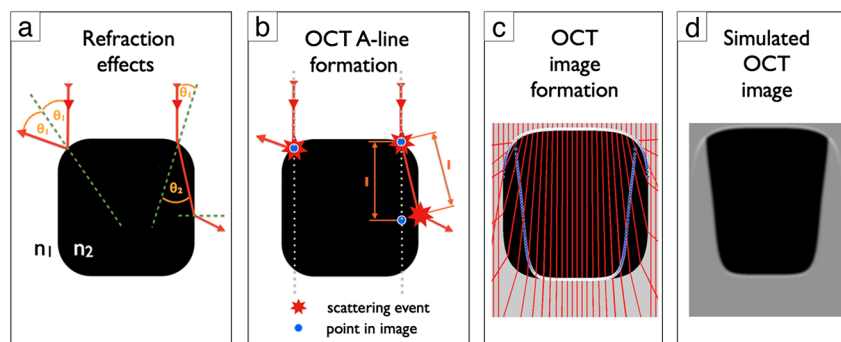 a
Refraction
effects
θ₁
θ₁
θ₁
θ₂
n₁
n₂
b
OCT A-line
formation
l
l
scattering event
point in image
c
OCT
image
formation
d
Simulated
OCT
image